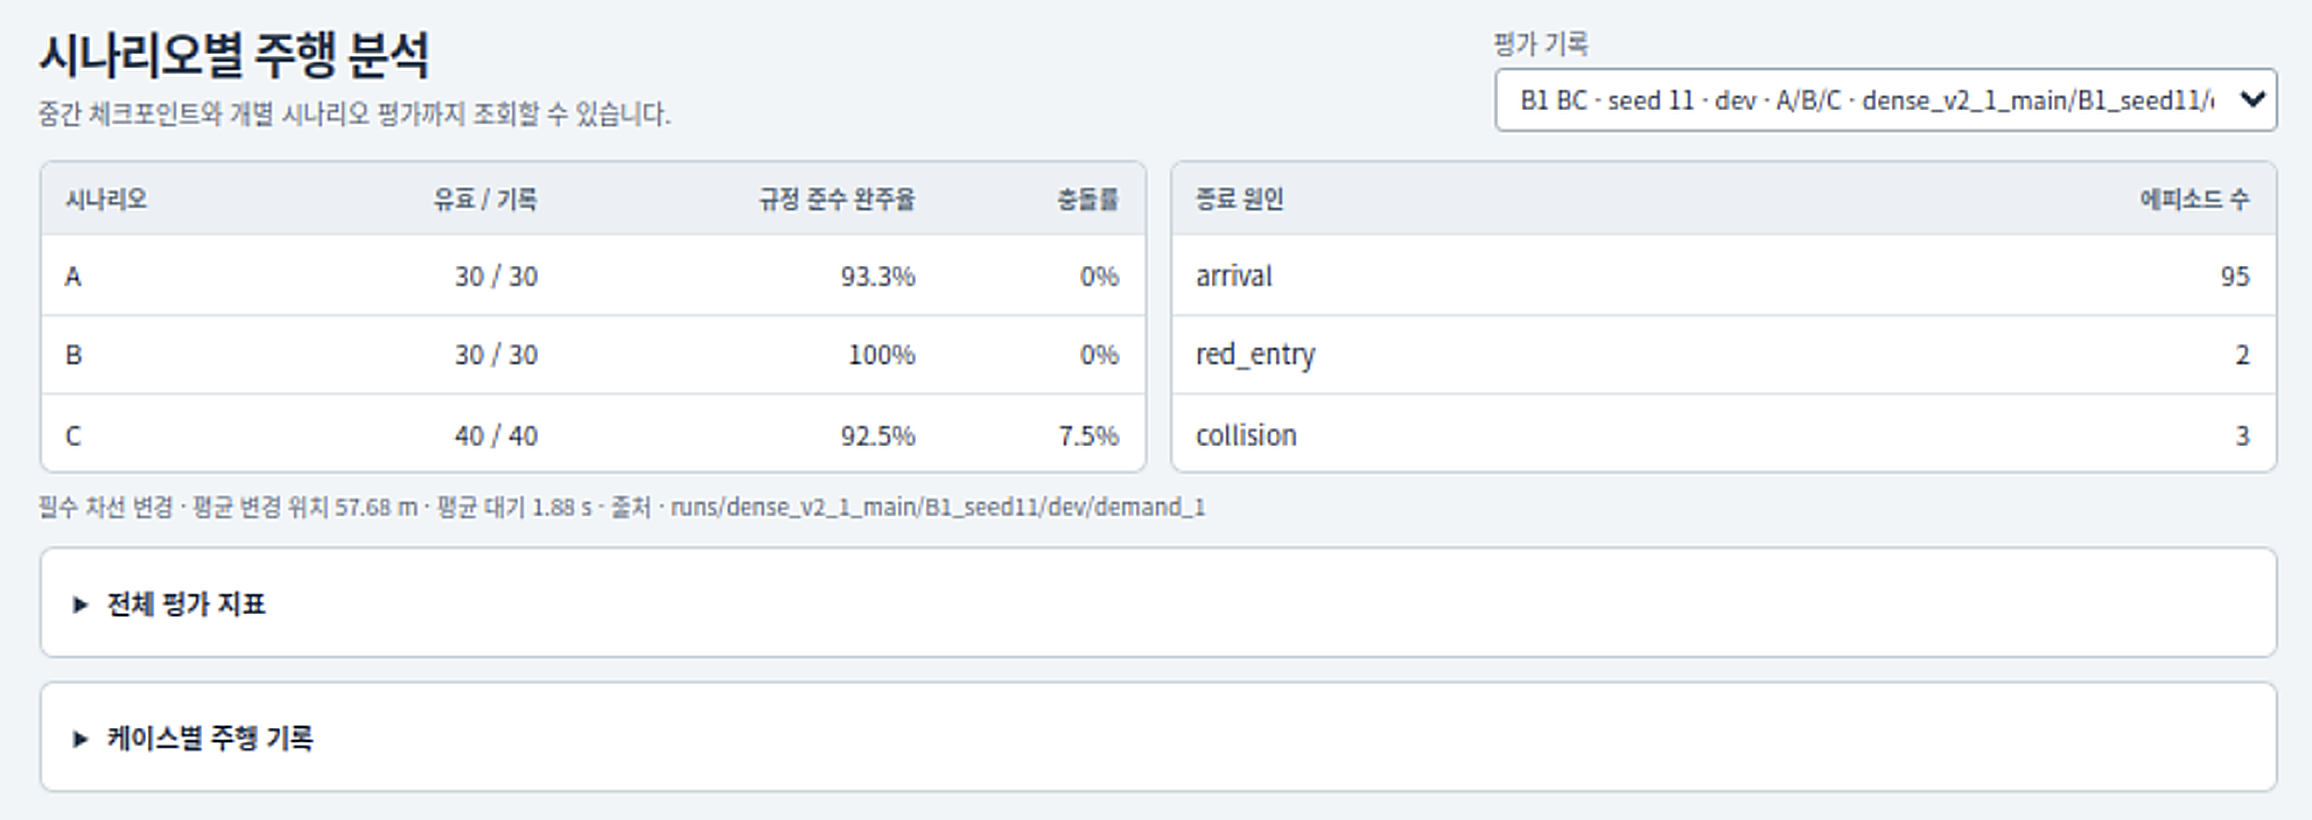 시나리오별 주행 분석
중간 체크포인트와 개별 시나리오 평가까지 조회할 수 있습니다.
평가 기록
B1 BC · seed 11 · dev · A/B/C · dense_v2_1_main/B1_seed11/
시나리오 유효 / 기록 규정 준수 완주율 충돌률
A 30 / 30 93.3% 0%
B 30 / 30 100% 0%
C 40 / 40 92.5% 7.5%
종료 원인 에피소드 수
arrival 95
red_entry 2
collision 3
필수 차선 변경 · 평균 변경 위치 57.68 m · 평균 대기 1.88 s · 출처 · runs/dense_v2_1_main/B1_seed11/dev/demand_1
▶ 전체 평가 지표
▶ 케이스별 주행 기록